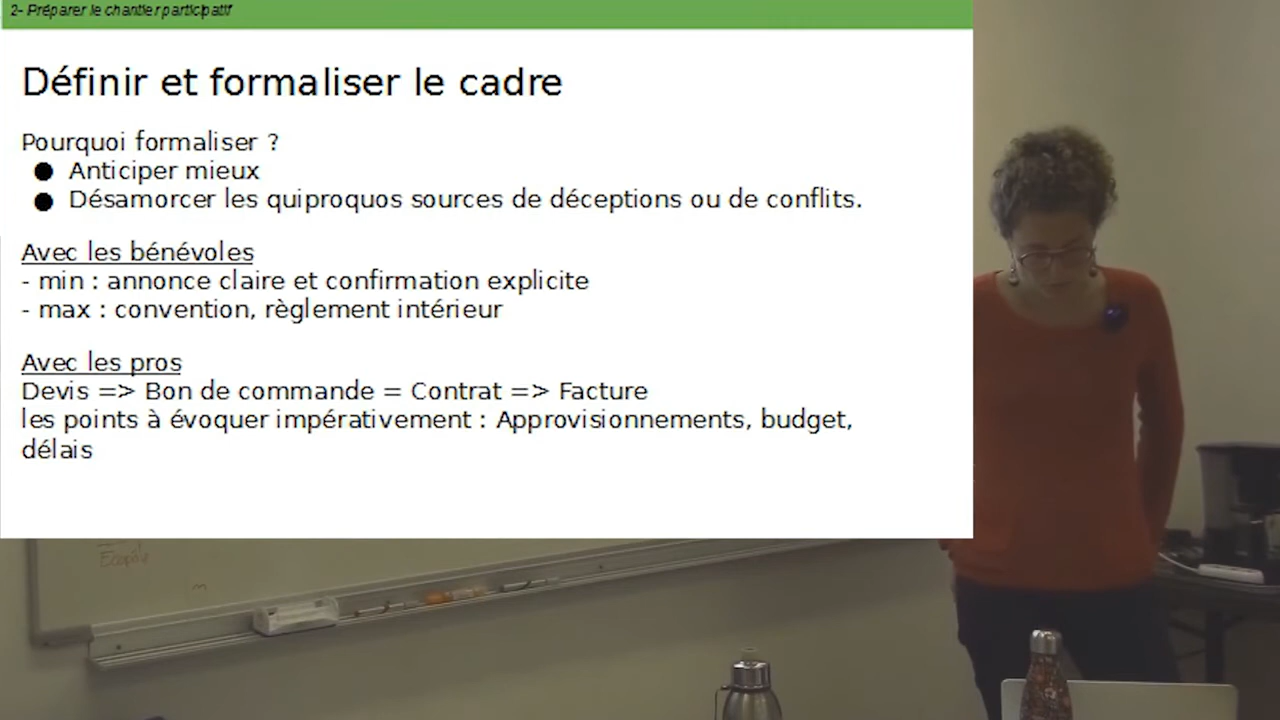 2- Préparer le chantier participatif
Définir et formaliser le cadre
Pourquoi formaliser ?
● Anticiper mieux
● Désamorcer les quiproquos sources de déceptions ou de conflits.
Avec les bénévoles
- min : annonce claire et confirmation explicite
- max : convention, règlement intérieur
Avec les pros
Devis => Bon de commande = Contrat => Facture
les points à évoquer impérativement : Approvisionnements, budget,
délais
Ecopôle